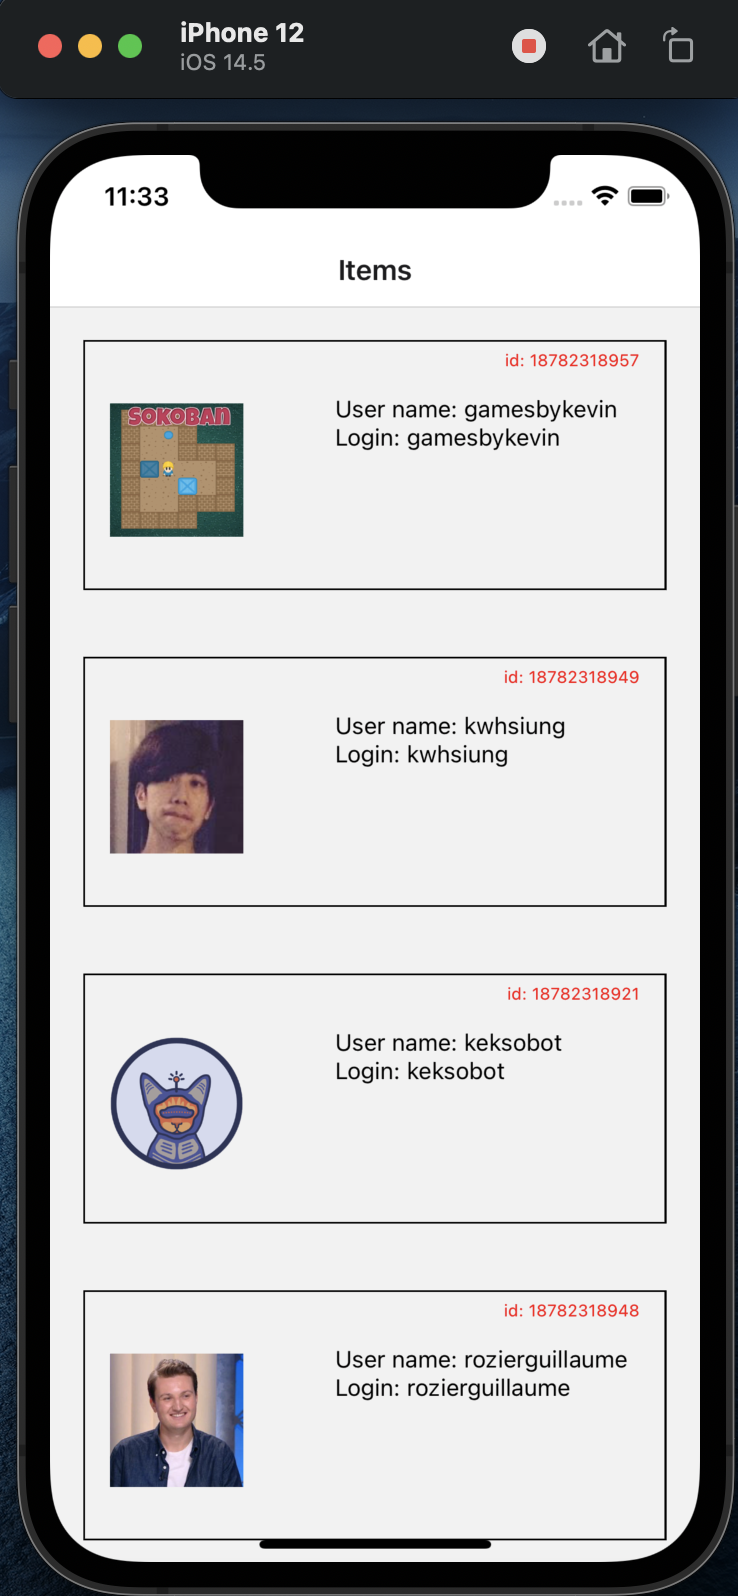 iPhone 12
iOS 14.5
11:33
Items
id: 18782318957
SOKOBAN
User name: gamesbykevin
Login: gamesbykevin
id: 18782318949
User name: kwhsiung
Login: kwhsiung
id: 18782318921
User name: keksobot
Login: keksobot
id: 18782318948
User name: rozierguillaume
Login: rozierguillaume